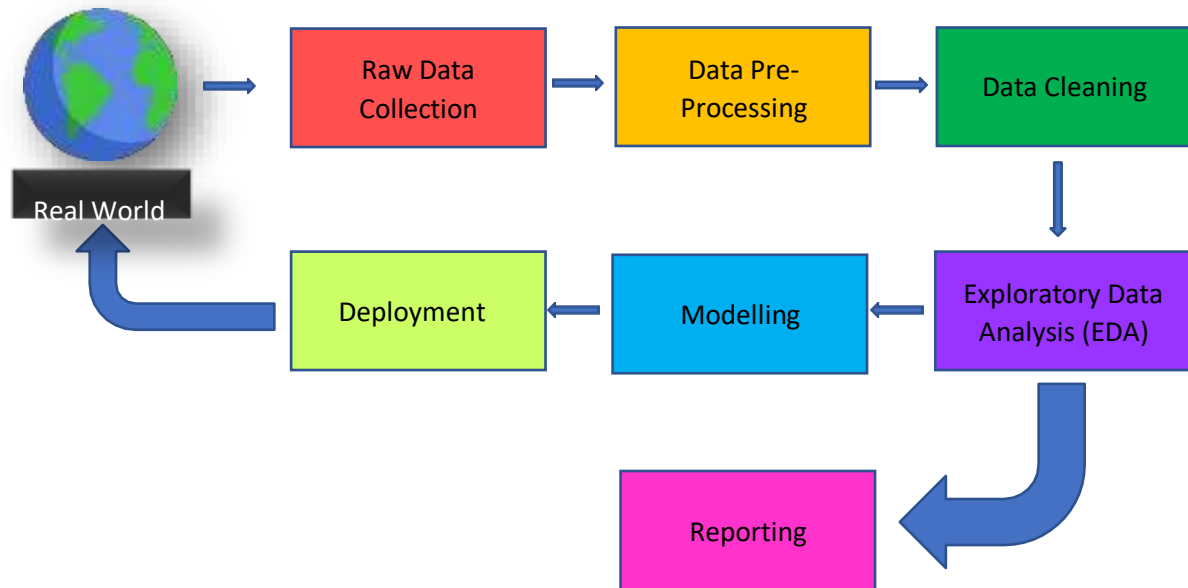 Raw Data
Collection
Data Pre-
Processing
Data Cleaning
Real World
Deployment
Modelling
Exploratory Data
Analysis (EDA)
Reporting